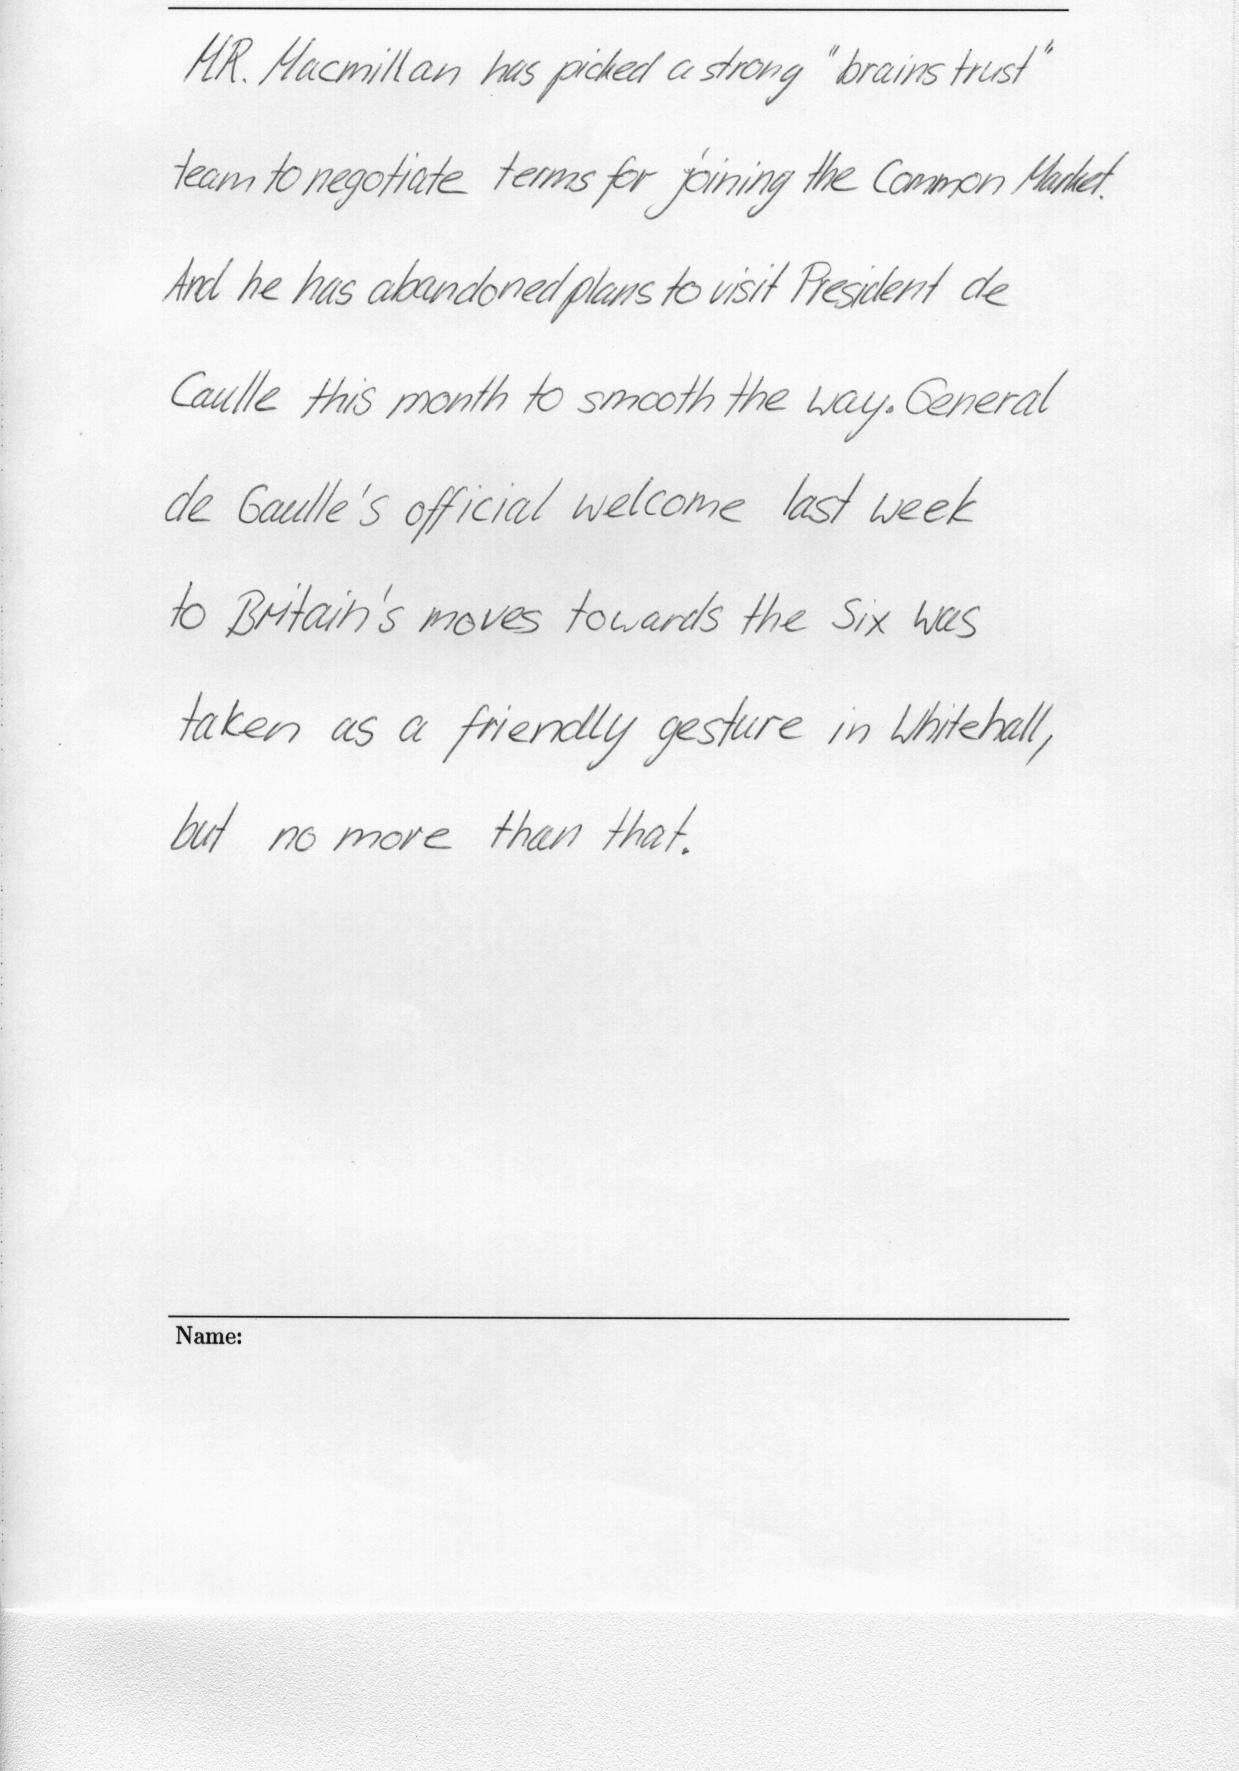 MR. Macmillan has picked a strong "brains trust"
team to negotiate terms for joining the Common Market.
And he has abandoned plans to visit President de
Gaulle this month to smooth the way. General
de Gaulle's official welcome last week
to Britain's moves towards the Six was
taken as a friendly gesture in Whitehall,
but no more than that.
Name: